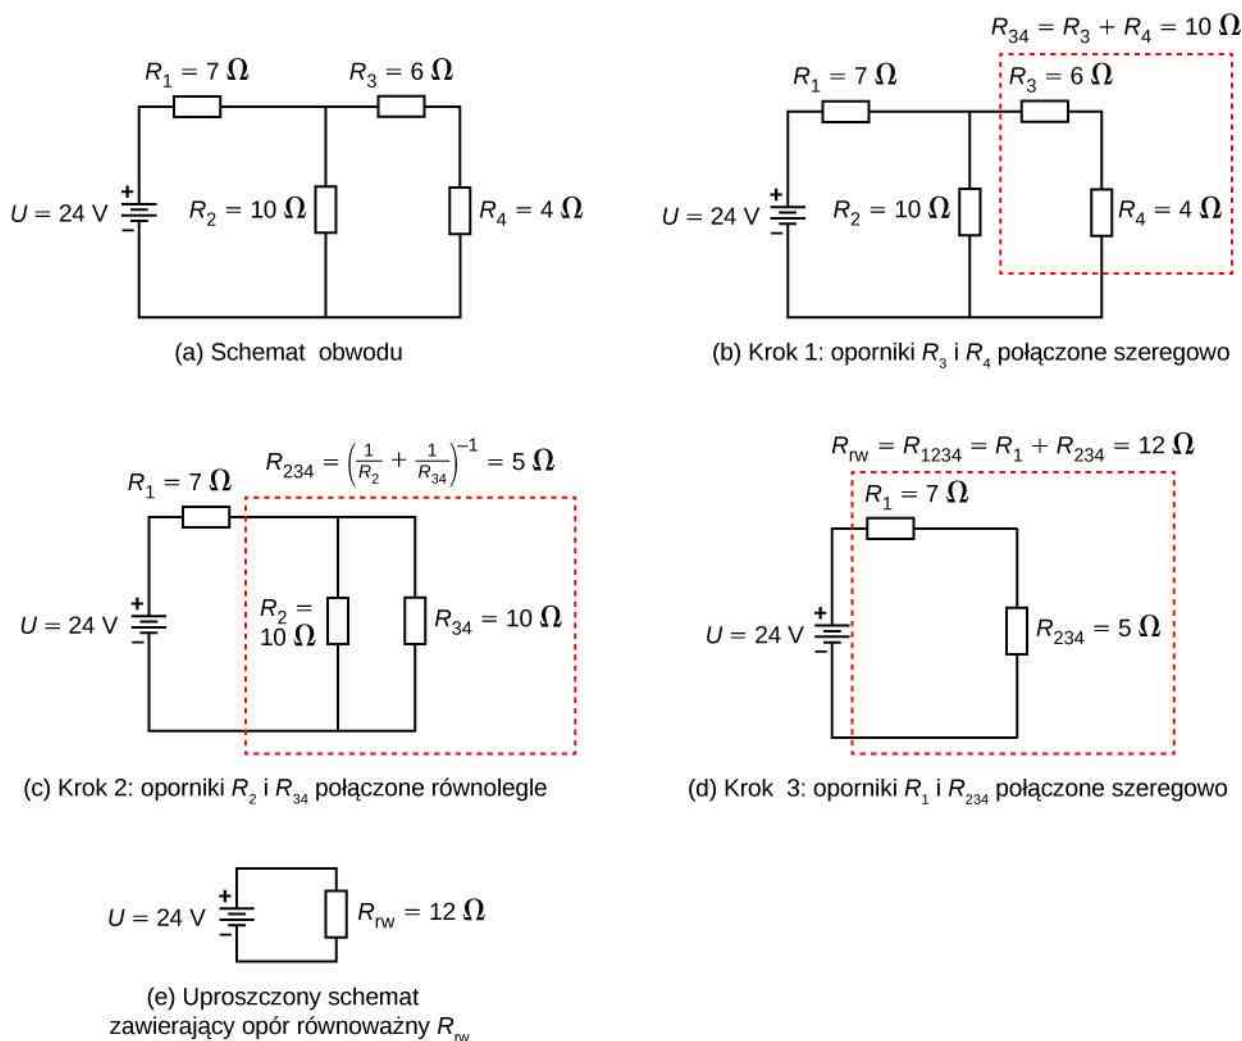 R1 = 7 Ω
R3 = 6 Ω
U = 24 V
+
−
R2 = 10 Ω
R4 = 4 Ω
(a) Schemat obwodu
R34 = R3 + R4 = 10 Ω
R1 = 7 Ω
R3 = 6 Ω
U = 24 V
+
−
R2 = 10 Ω
R4 = 4 Ω
(b) Krok 1: oporniki R3 i R4 połączone szeregowo
R234 = (1/R2 + 1/R34)–1 = 5 Ω
R1 = 7 Ω
U = 24 V
+
−
R2 =
10 Ω
R34 = 10 Ω
(c) Krok 2: oporniki R2 i R34 połączone równolegle
Rrw = R1234 = R1 + R234 = 12 Ω
R1 = 7 Ω
U = 24 V
+
−
R234 = 5 Ω
(d) Krok 3: oporniki R1 i R234 połączone szeregowo
U = 24 V
+
−
Rrw = 12 Ω
(e) Uproszczony schemat
zawierający opór równoważny Rrw